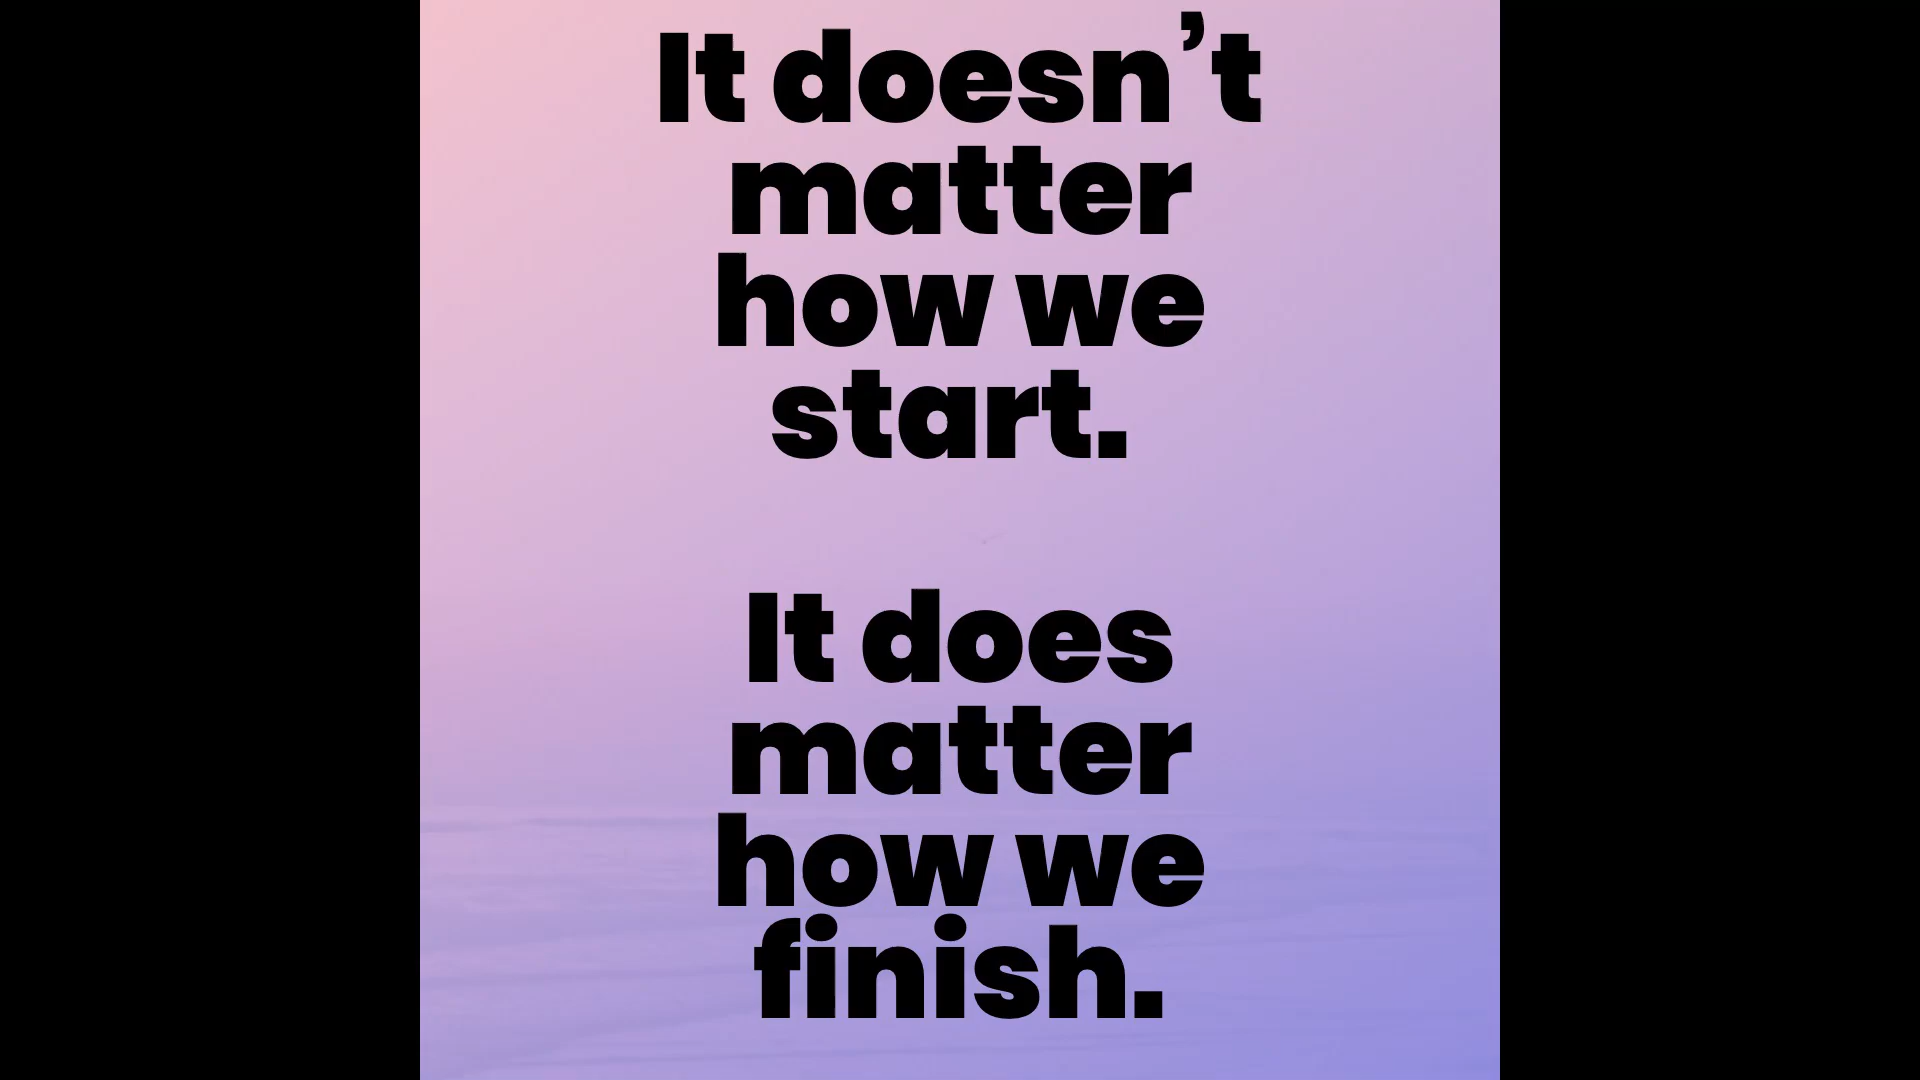 It doesn’t
matter
how we
start.
It does
matter
how we
finish.